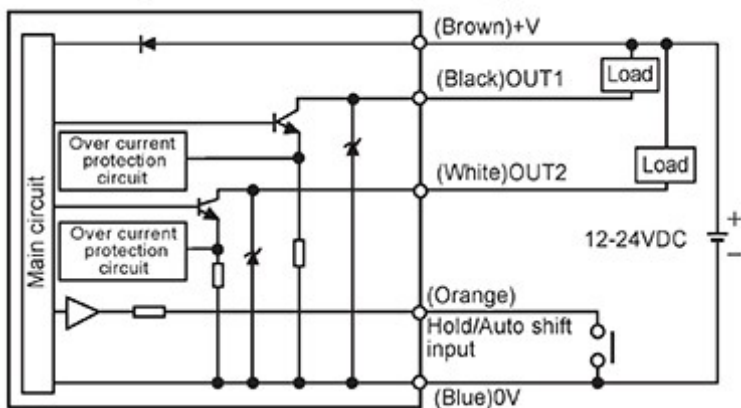 (Brown)+V
Load
(Black)OUT1
Over current
protection
circuit
Load
(White)OUT2
Main circuit
Over current
protection
circuit
12-24VDC
+
−
(Orange)
Hold/Auto shift
input
(Blue)0V